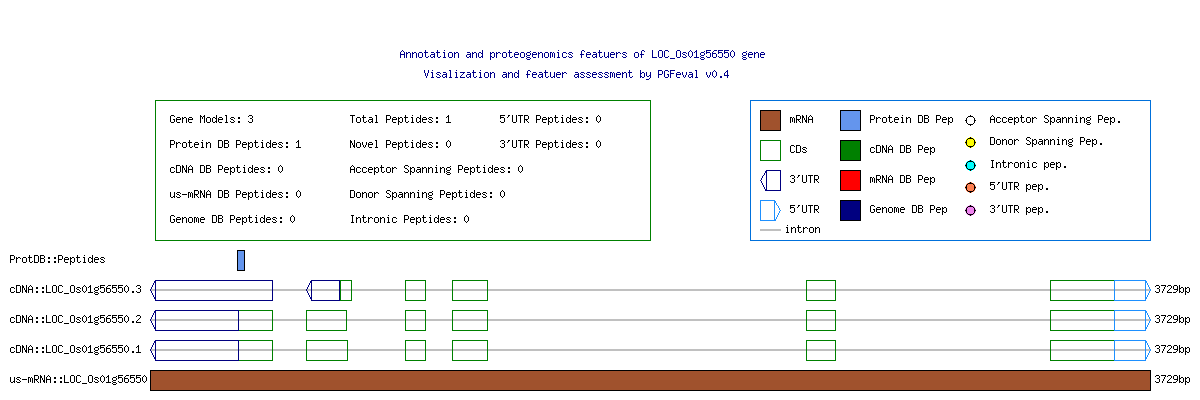 Annotation and proteogenomics featuers of LOC_Os01g56550 gene
Visalization and featuer assessment by PGFeval v0.4
Gene Models: 3 Total Peptides: 1 5'UTR Peptides: 0
Protein DB Peptides: 1 Novel Peptides: 0 3'UTR Peptides: 0
cDNA DB Peptides: 0 Acceptor Spanning Peptides: 0
us-mRNA DB Peptides: 0 Donor Spanning Peptides: 0
Genome DB Peptides: 0 Intronic Peptides: 0
mRNA Protein DB Pep Acceptor Spanning Pep.
CDs cDNA DB Pep Donor Spanning Pep.
3'UTR mRNA DB Pep Intronic pep.
5'UTR Genome DB Pep 5'UTR pep.
intron 3'UTR pep.
ProtDB::Peptides
cDNA::LOC_Os01g56550.3 3729bp
cDNA::LOC_Os01g56550.2 3729bp
cDNA::LOC_Os01g56550.1 3729bp
us-mRNA::LOC_Os01g56550 3729bp